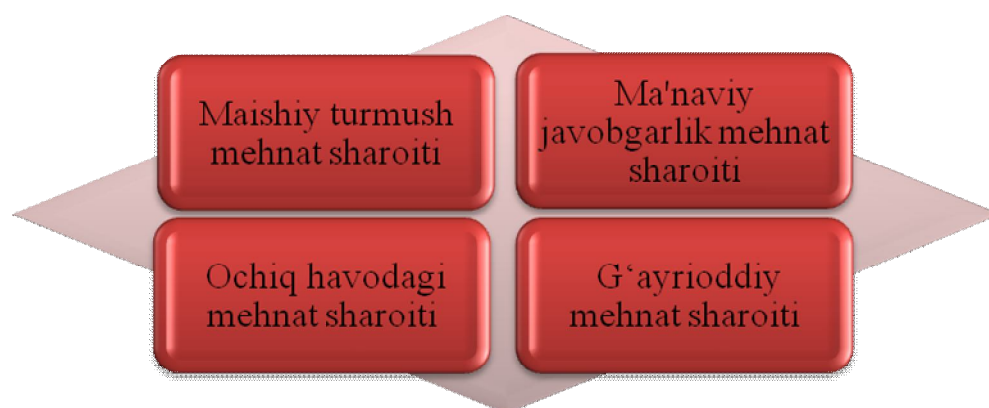 Maishiy turmush
mehnat sharoiti
Ma'naviy
javobgarlik mehnat
sharoiti
Ochiq havodagi
mehnat sharoiti
G‘ayrioddiy
mehnat sharoiti